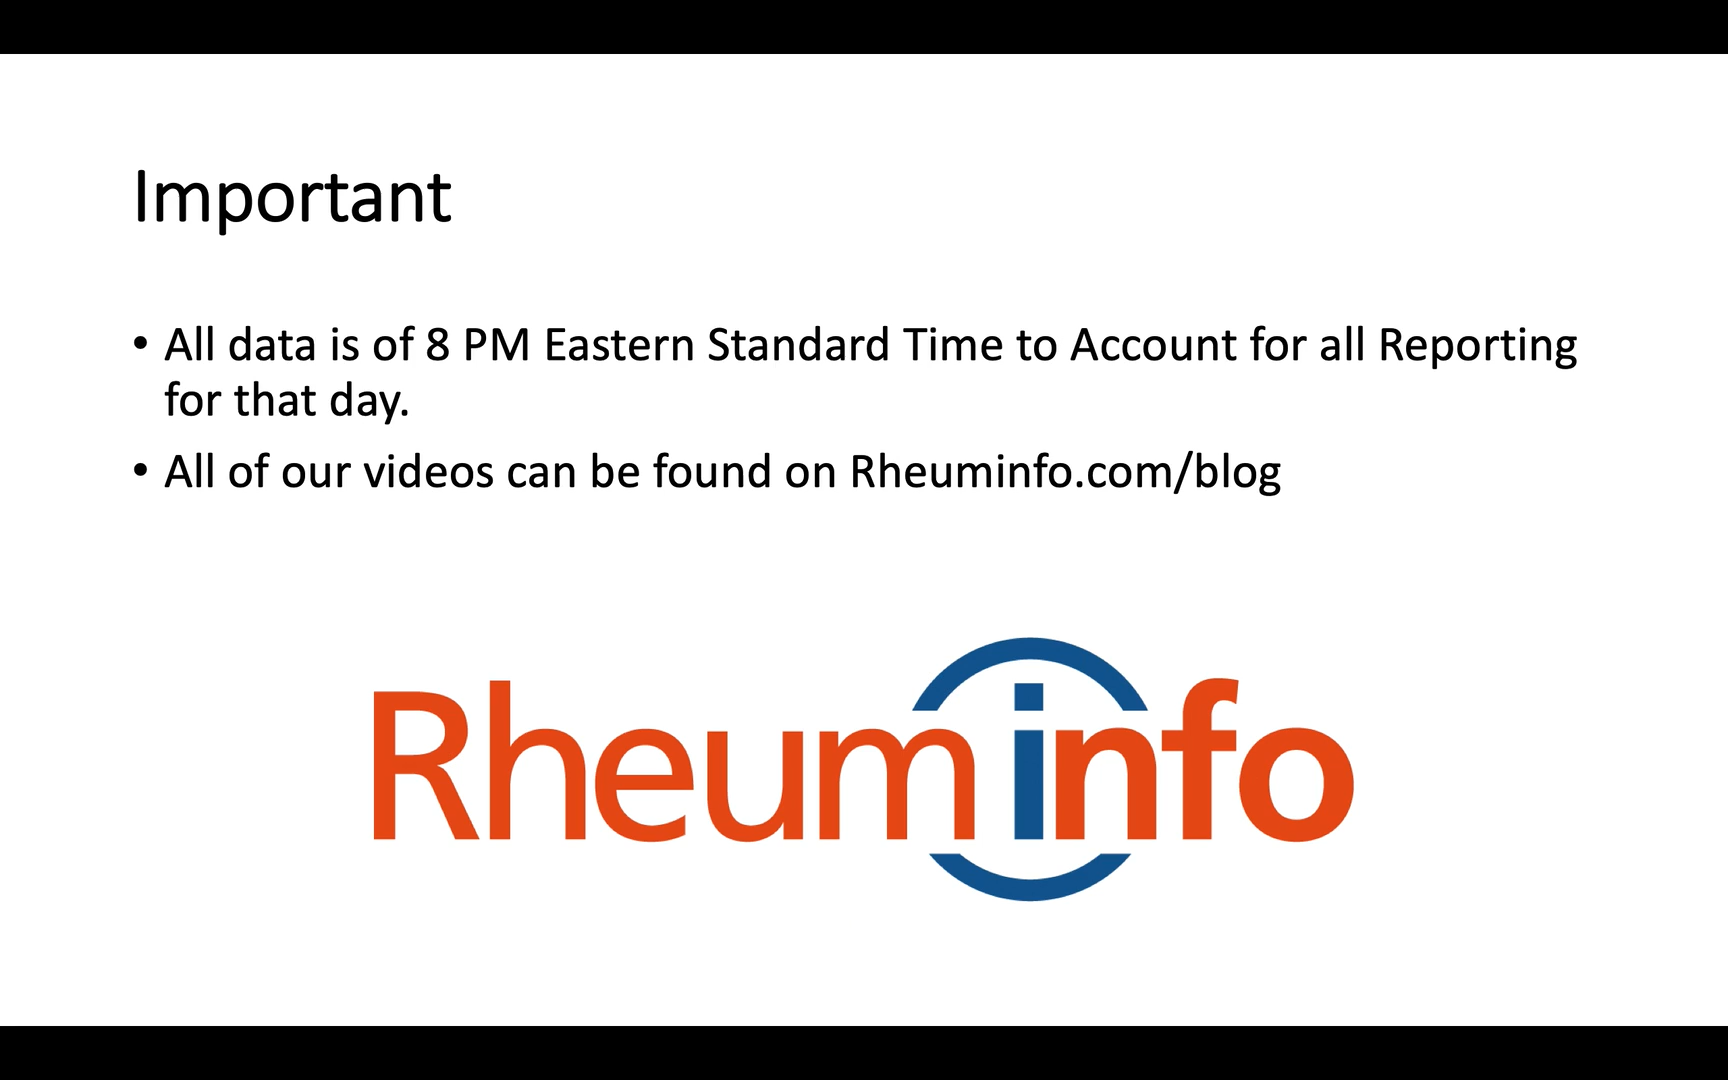 Important
• All data is of 8 PM Eastern Standard Time to Account for all Reporting
for that day.
• All of our videos can be found on Rheuminfo.com/blog
Rheuminfo